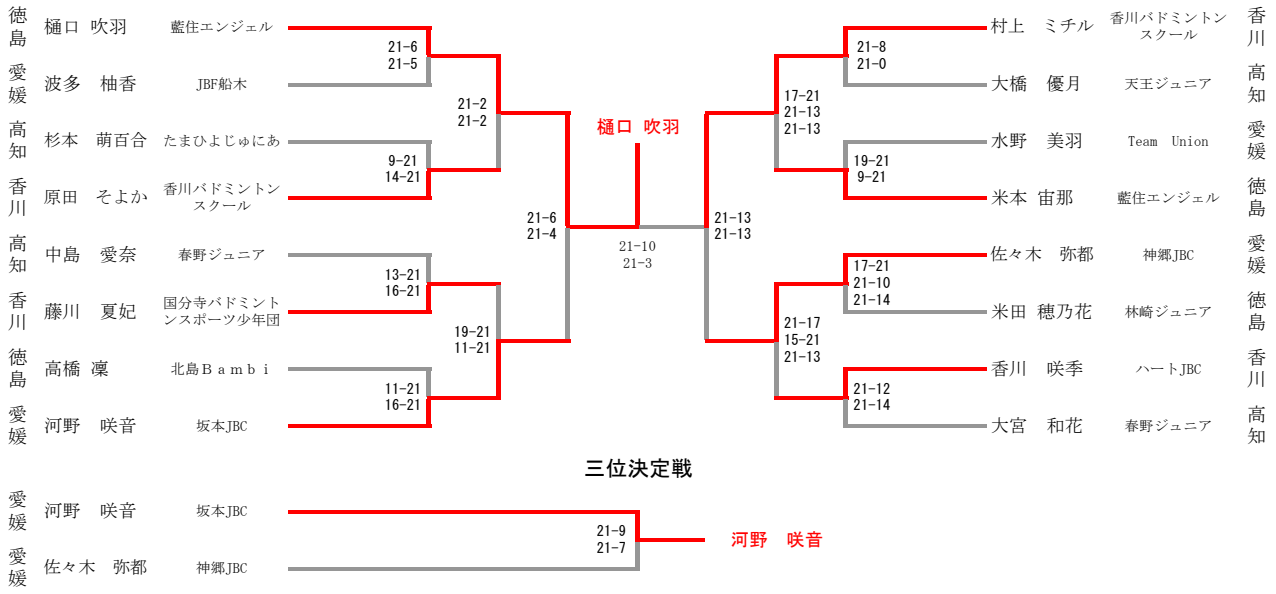 徳島 樋口 吹羽 藍住エンジェル
21-6
21-5
愛媛 波多 柚香 JBF船木
21-2
21-2
高知 杉本 萌百合 たまひよじゅにあ
9-21
14-21
香川 原田 そよか 香川バドミントン
スクール
21-6
21-4
高知 中島 愛奈 春野ジュニア
13-21
16-21
香川 藤川 夏妃 国分寺バドミント
ンスポーツ少年団
19-21
11-21
徳島 高橋 凜 北島Ｂａｍｂｉ
11-21
16-21
愛媛 河野 咲音 坂本JBC
樋口 吹羽
21-10
21-3
村上 ミチル 香川バドミントン
スクール 香川
21-8
21-0
大橋 優月 天王ジュニア 高知
17-21
21-13
21-13
水野 美羽 Team Union 愛媛
19-21
9-21
米本 宙那 藍住エンジェル 徳島
21-13
21-13
佐々木 弥都 神郷JBC 愛媛
17-21
21-10
21-14
米田 穂乃花 林崎ジュニア 徳島
21-17
15-21
21-13
香川 咲季 ハートJBC 香川
21-12
21-14
大宮 和花 春野ジュニア 高知
三位決定戦
愛媛 河野 咲音 坂本JBC
21-9
21-7
河野 咲音
愛媛 佐々木 弥都 神郷JBC